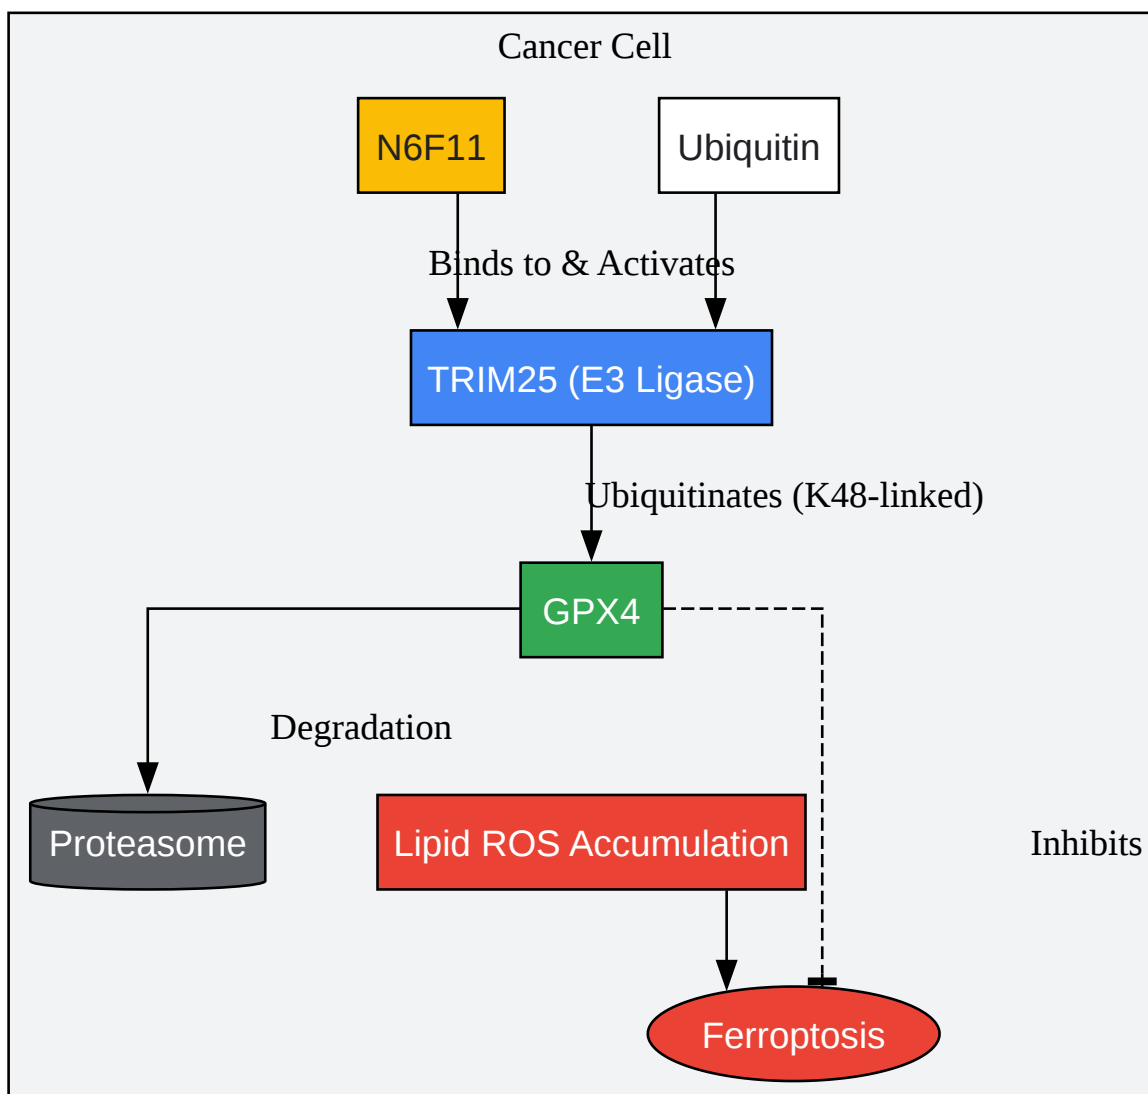 Cancer Cell
N6F11
Ubiquitin
Binds to & Activates
TRIM25 (E3 Ligase)
Ubiquitinates (K48-linked)
GPX4
Degradation
Proteasome
Lipid ROS Accumulation
Inhibits
Ferroptosis